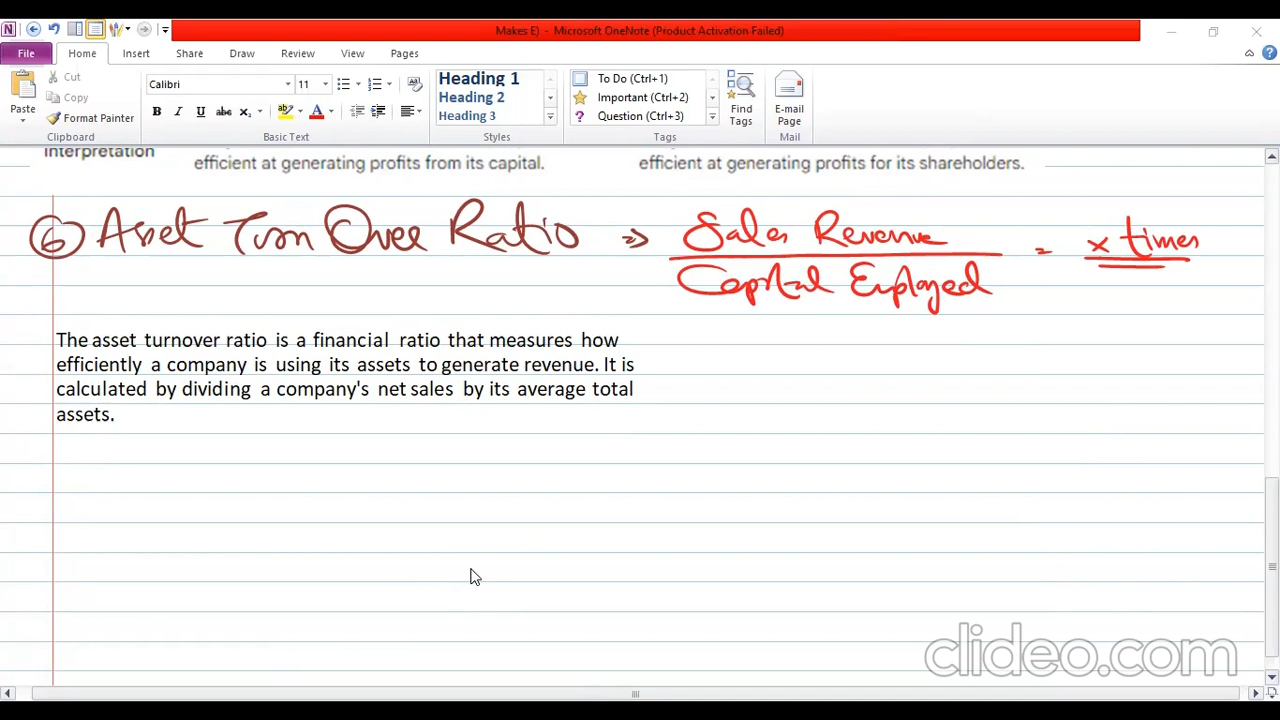 Makes E) - Microsoft OneNote (Product Activation Failed)
File Home Insert Share Draw Review View Pages
Paste
Cut
Copy
Format Painter
Clipboard
Calibri 11
B I U abc x₂ ab A
Basic Text
Heading 1
Heading 2
Heading 3
Styles
To Do (Ctrl+1)
Important (Ctrl+2)
Question (Ctrl+3)
Tags
Find Tags
E-mail Page
Mail
interpretation
efficient at generating profits from its capital.
efficient at generating profits for its shareholders.
6 Asset Turn Over Ratio ⇒ Sales Revenue
Capital Employed
= x times
The asset turnover ratio is a financial ratio that measures how
efficiently a company is using its assets to generate revenue. It is
calculated by dividing a company's net sales by its average total
assets.
clideo.com